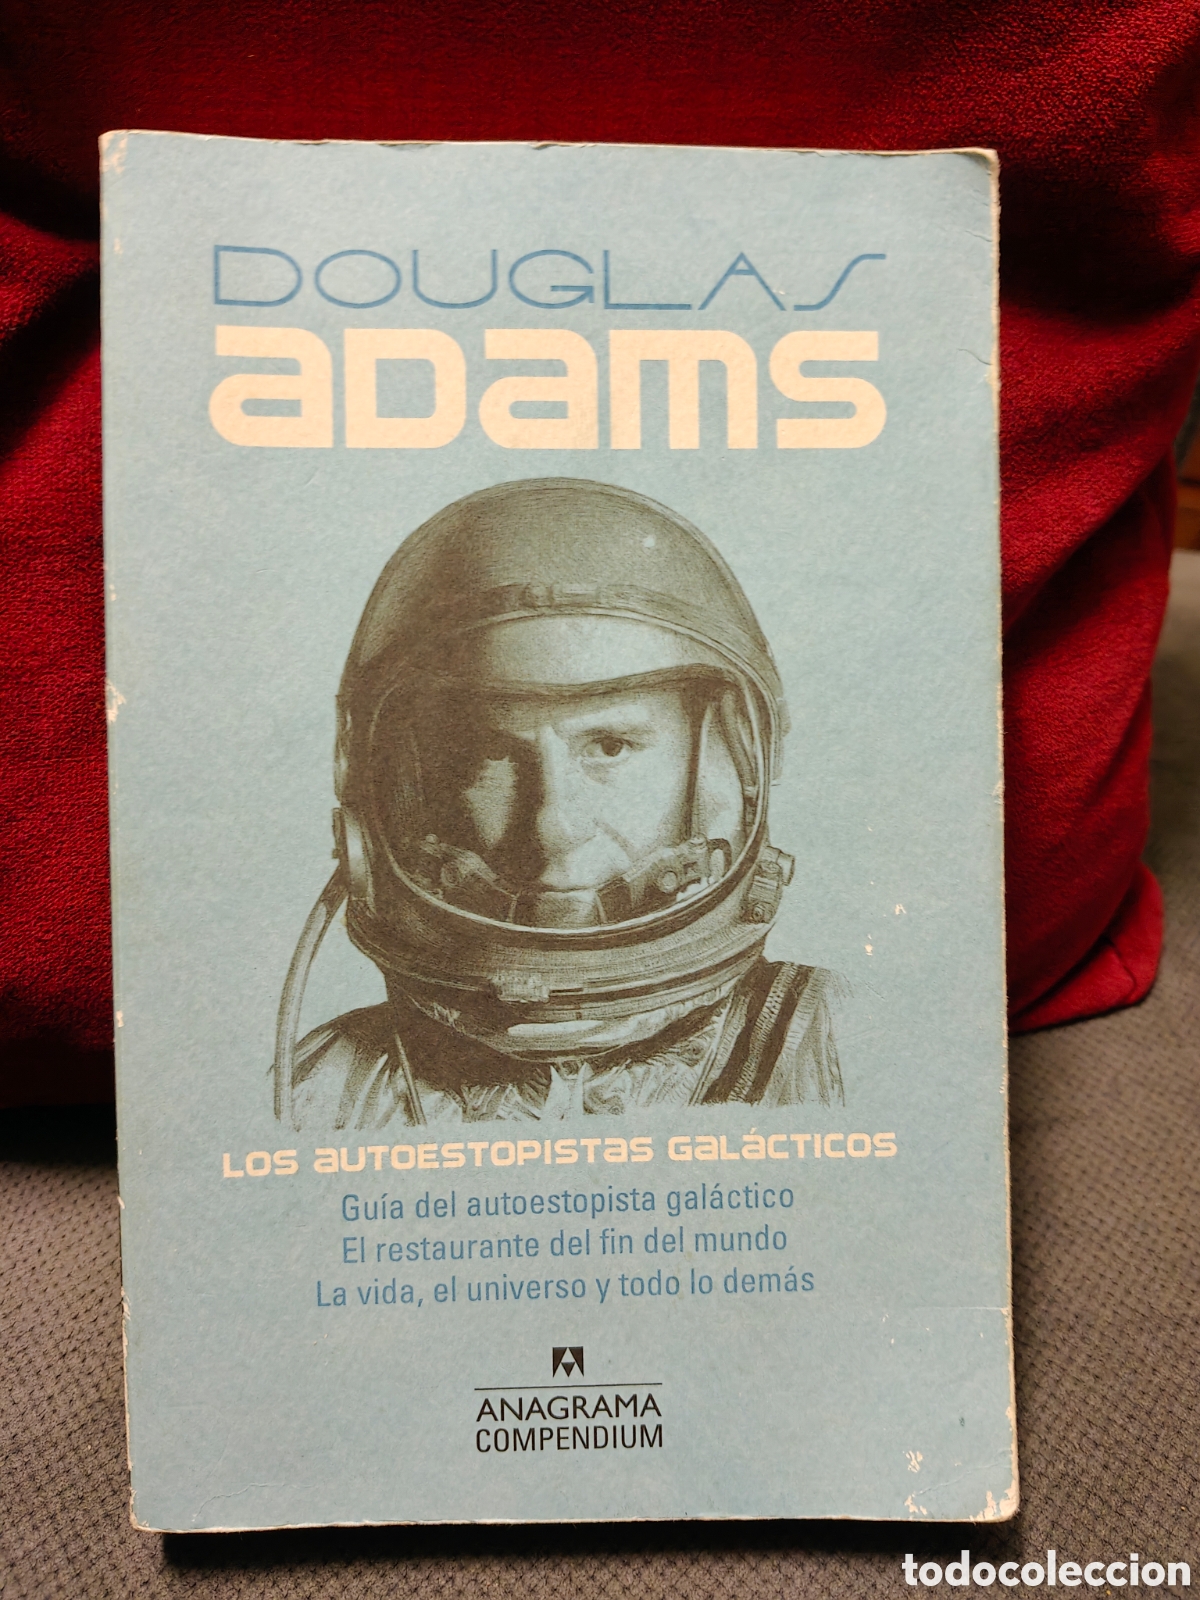 DOUGLAS
ADAMS
LOS AUTOESTOPISTAS GALÁCTICOS
Guía del autoestopista galáctico
El restaurante del fin del mundo
La vida, el universo y todo lo demás
ANAGRAMA
COMPENDIUM
todocoleccion